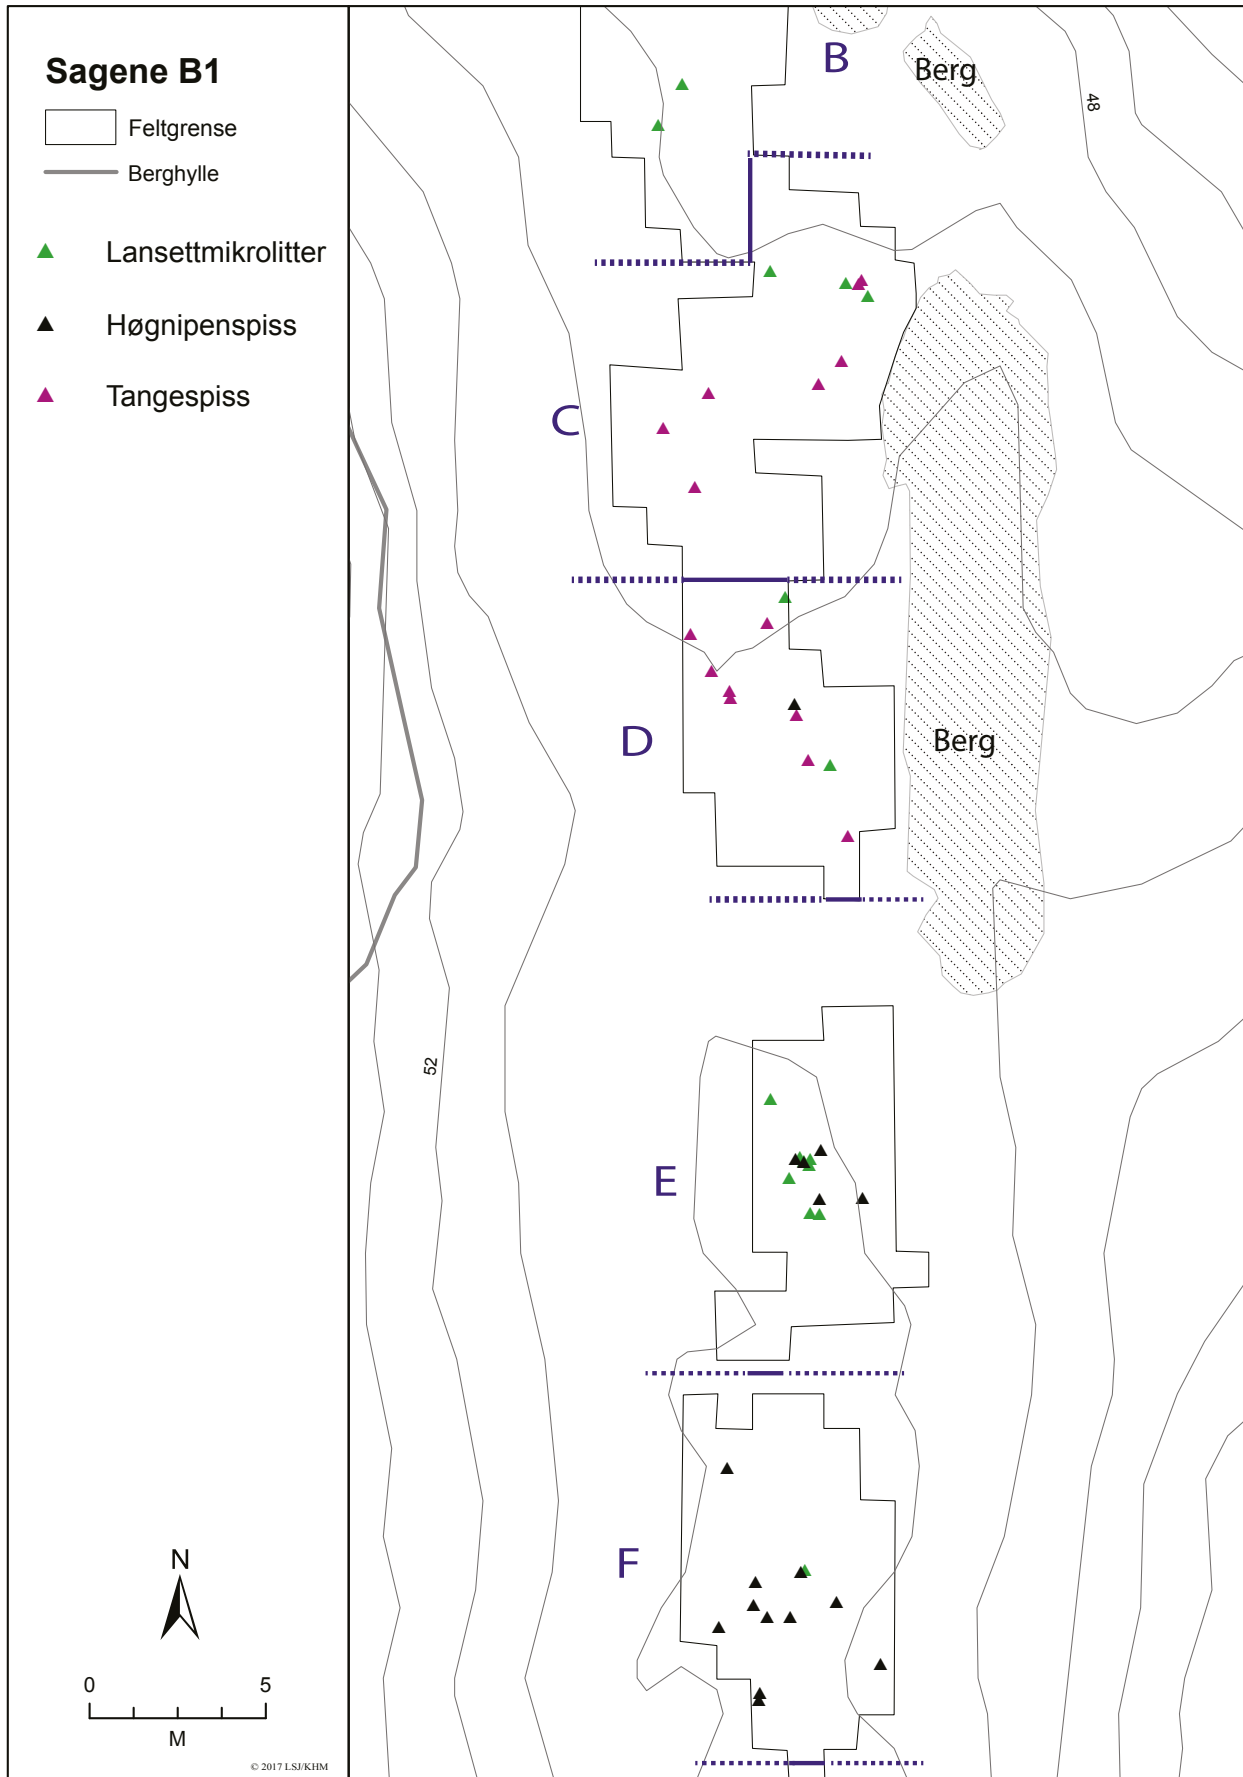 Sagene B1
Feltgrense
Berghylle
Lansettmikrolitter
Høgnipenspiss
Tangespiss
N
0 5
M
© 2017 LSJ/KHM
B
Berg
48
C
D
Berg
52
E
F